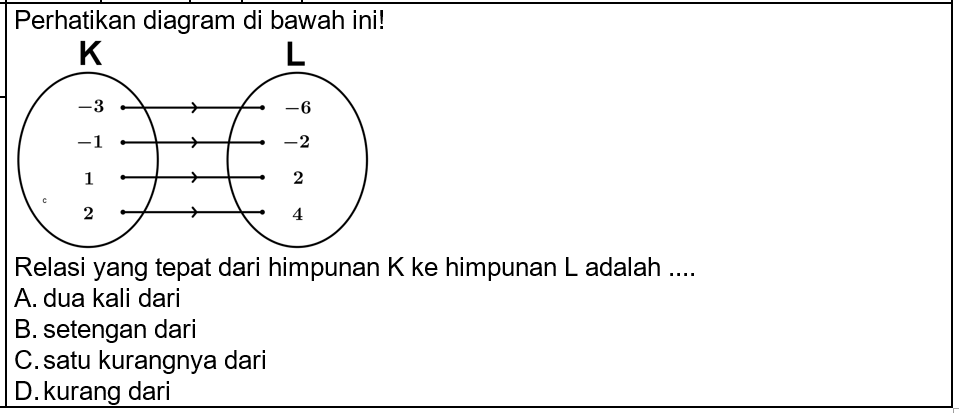 Perhatikan diagram di bawah ini!
K L
−3 −6
−1 −2
1 2
c
2 4
Relasi yang tepat dari himpunan K ke himpunan L adalah ....
A. dua kali dari
B. setengan dari
C. satu kurangnya dari
D. kurang dari